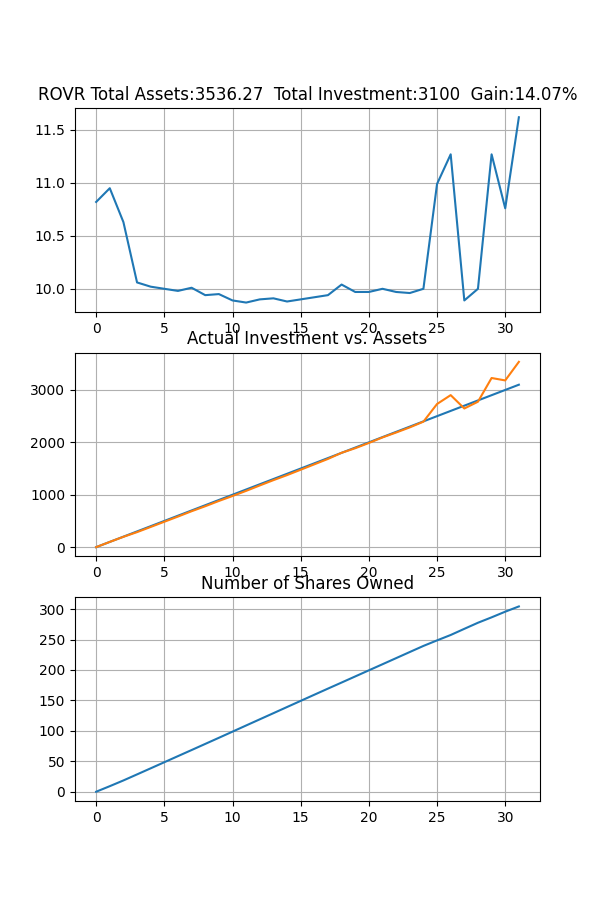 ROVR Total Assets:3536.27  Total Investment:3100  Gain:14.07%
11.5
11.0
10.5
10.0
0 5 10 15 20 25 30
Actual Investment vs. Assets
3000
2000
1000
0
0 5 10 15 20 25 30
Number of Shares Owned
300
250
200
150
100
50
0
0 5 10 15 20 25 30